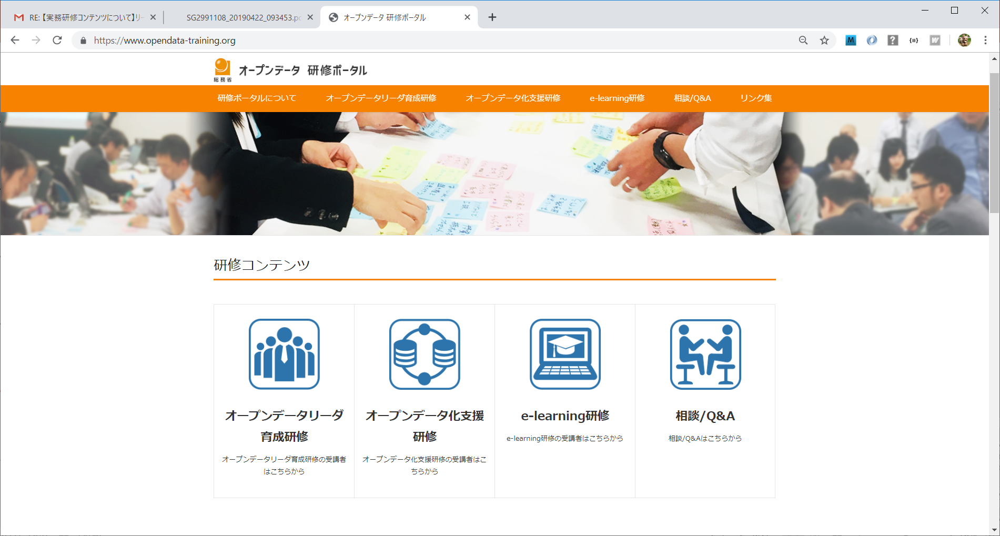 RE:【実務研修コンテンツについて】リー
SG2991108_20190422_093453.pd
オープンデータ 研修ポータル
https://www.opendata-training.org
総務省
オープンデータ 研修ポータル
研修ポータルについて オープンデータリーダ育成研修 オープンデータ化支援研修 e-learning研修 相談/Q&A リンク集
研修コンテンツ
オープンデータリーダ
育成研修
オープンデータリーダ育成研修の受講者
はこちらから
オープンデータ化支援
研修
オープンデータ化支援研修の受講者はこ
ちらから
e-learning研修
e-learning研修の受講者はこちらから
相談/Q&A
相談/Q&Aはこちらから